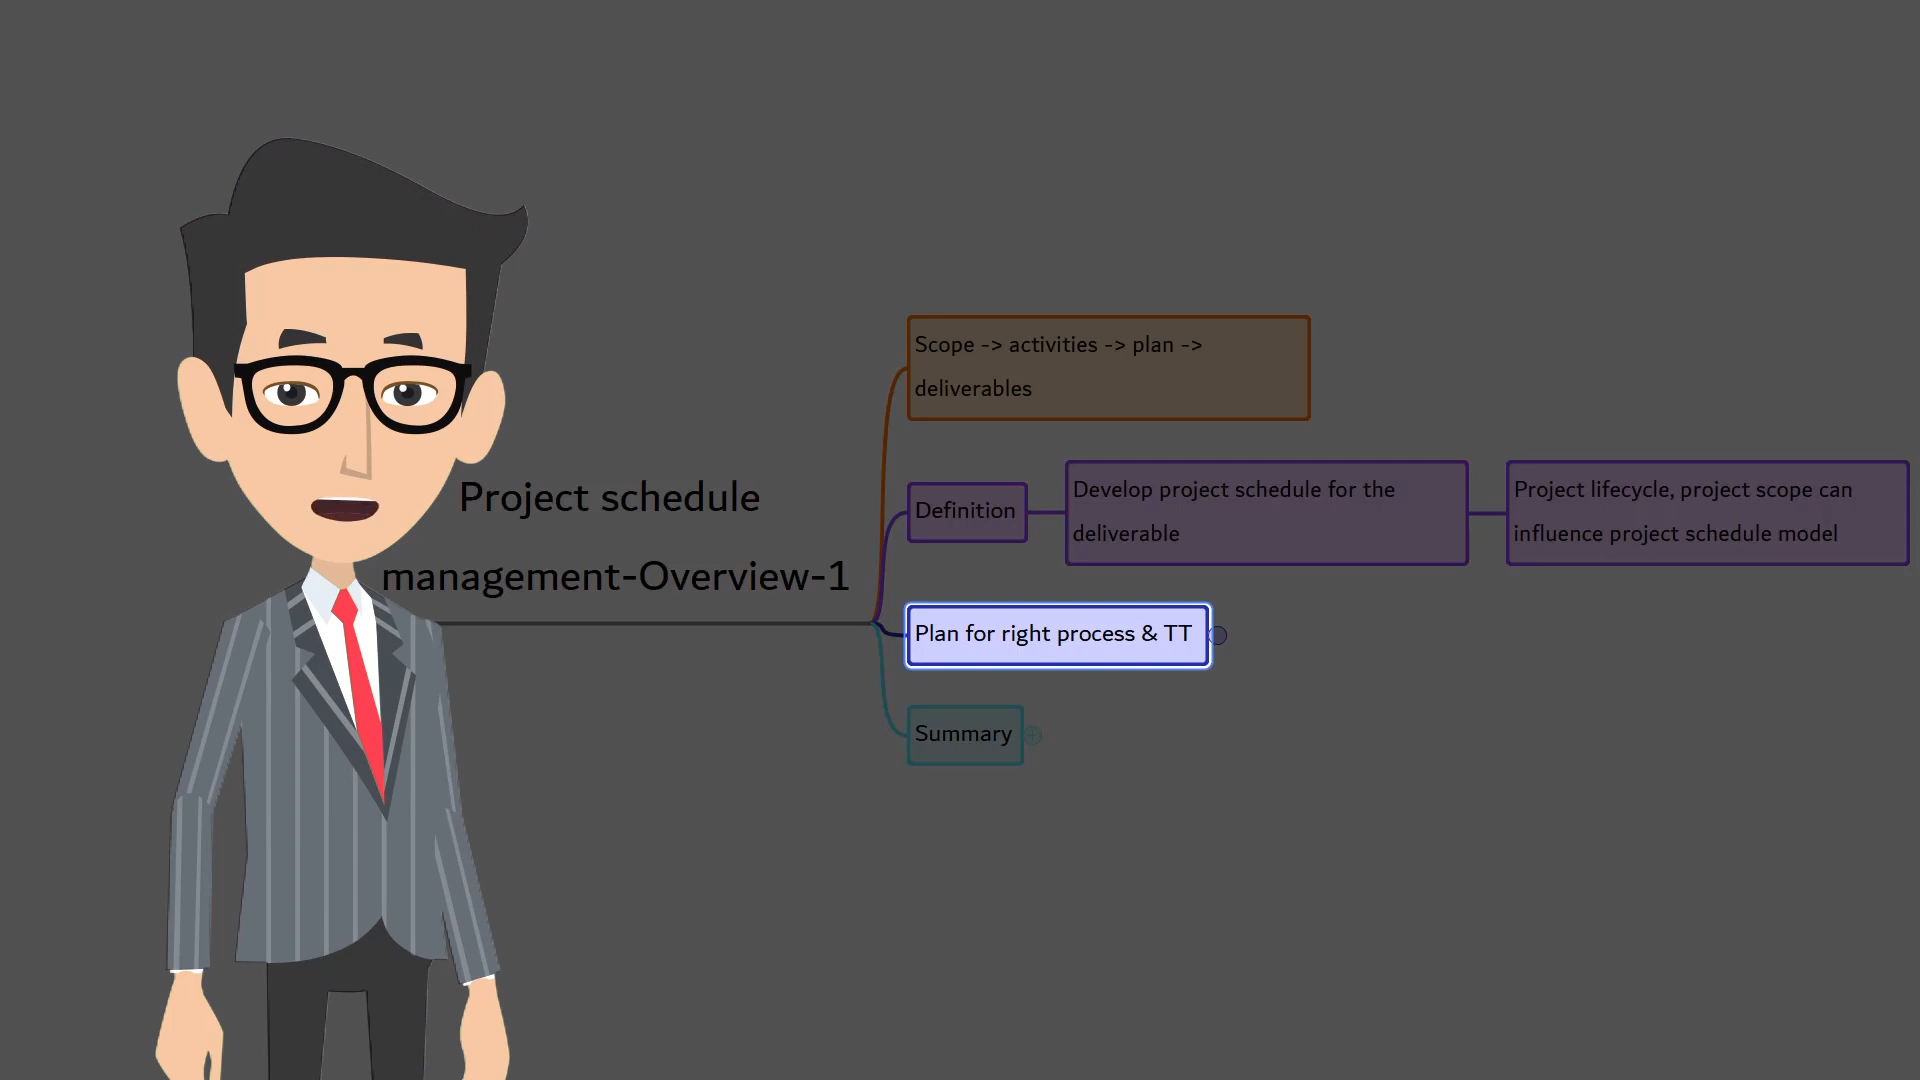 Project schedule
management-Overview-1
Scope -> activities -> plan ->
deliverables
Definition
Develop project schedule for the
deliverable
Project lifecycle, project scope can
influence project schedule model
Plan for right process & TT
Summary